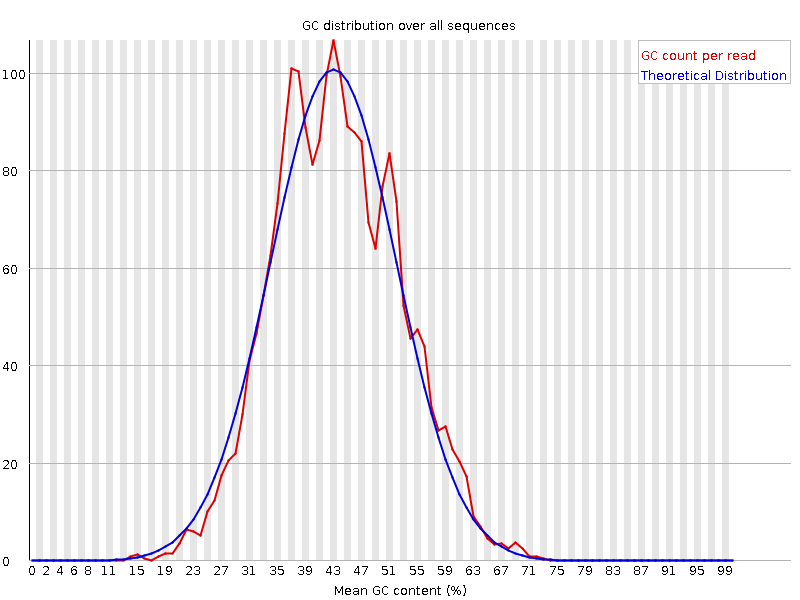 GC distribution over all sequences
GC count per read
Theoretical Distribution
100
80
60
40
20
0
0 2 4 6 8 11 15 19 23 27 31 35 39 43 47 51 55 59 63 67 71 75 79 83 87 91 95 99
Mean GC content (%)